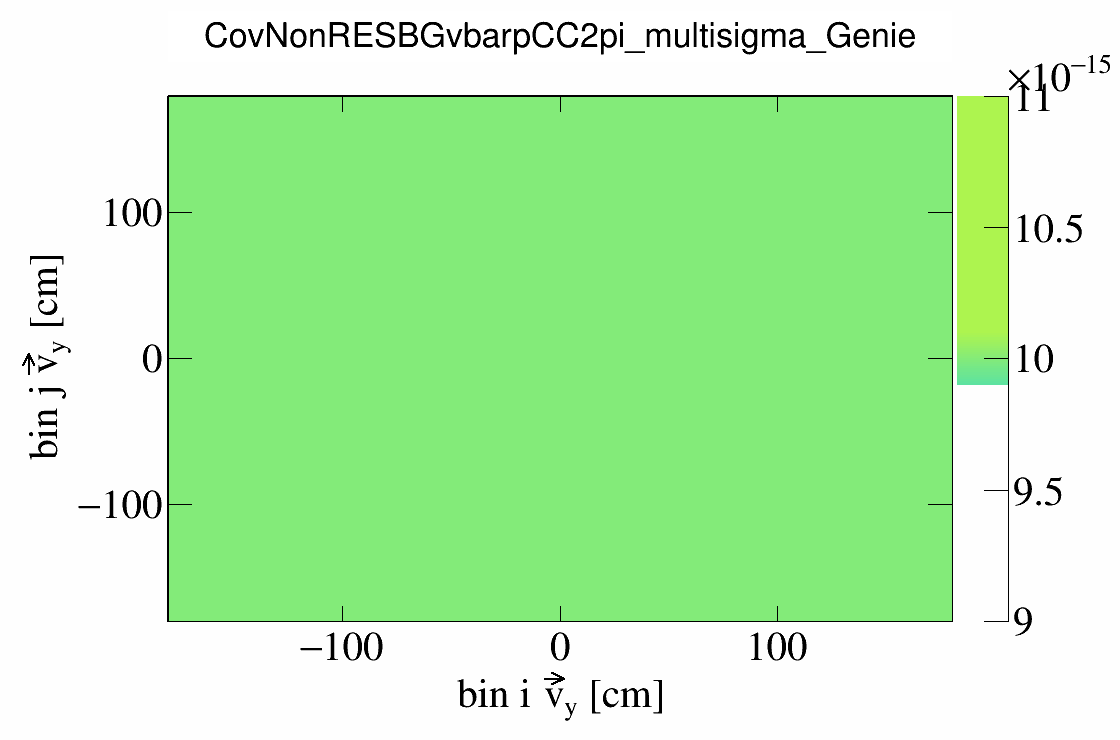 CovNonRESBGvbarpCC2pi_multisigma_Genie
×10⁻¹⁵
11
10.5
10
9.5
9
100
0
−100
bin j v⃗_y [cm]
−100 0 100
bin i v⃗_y [cm]